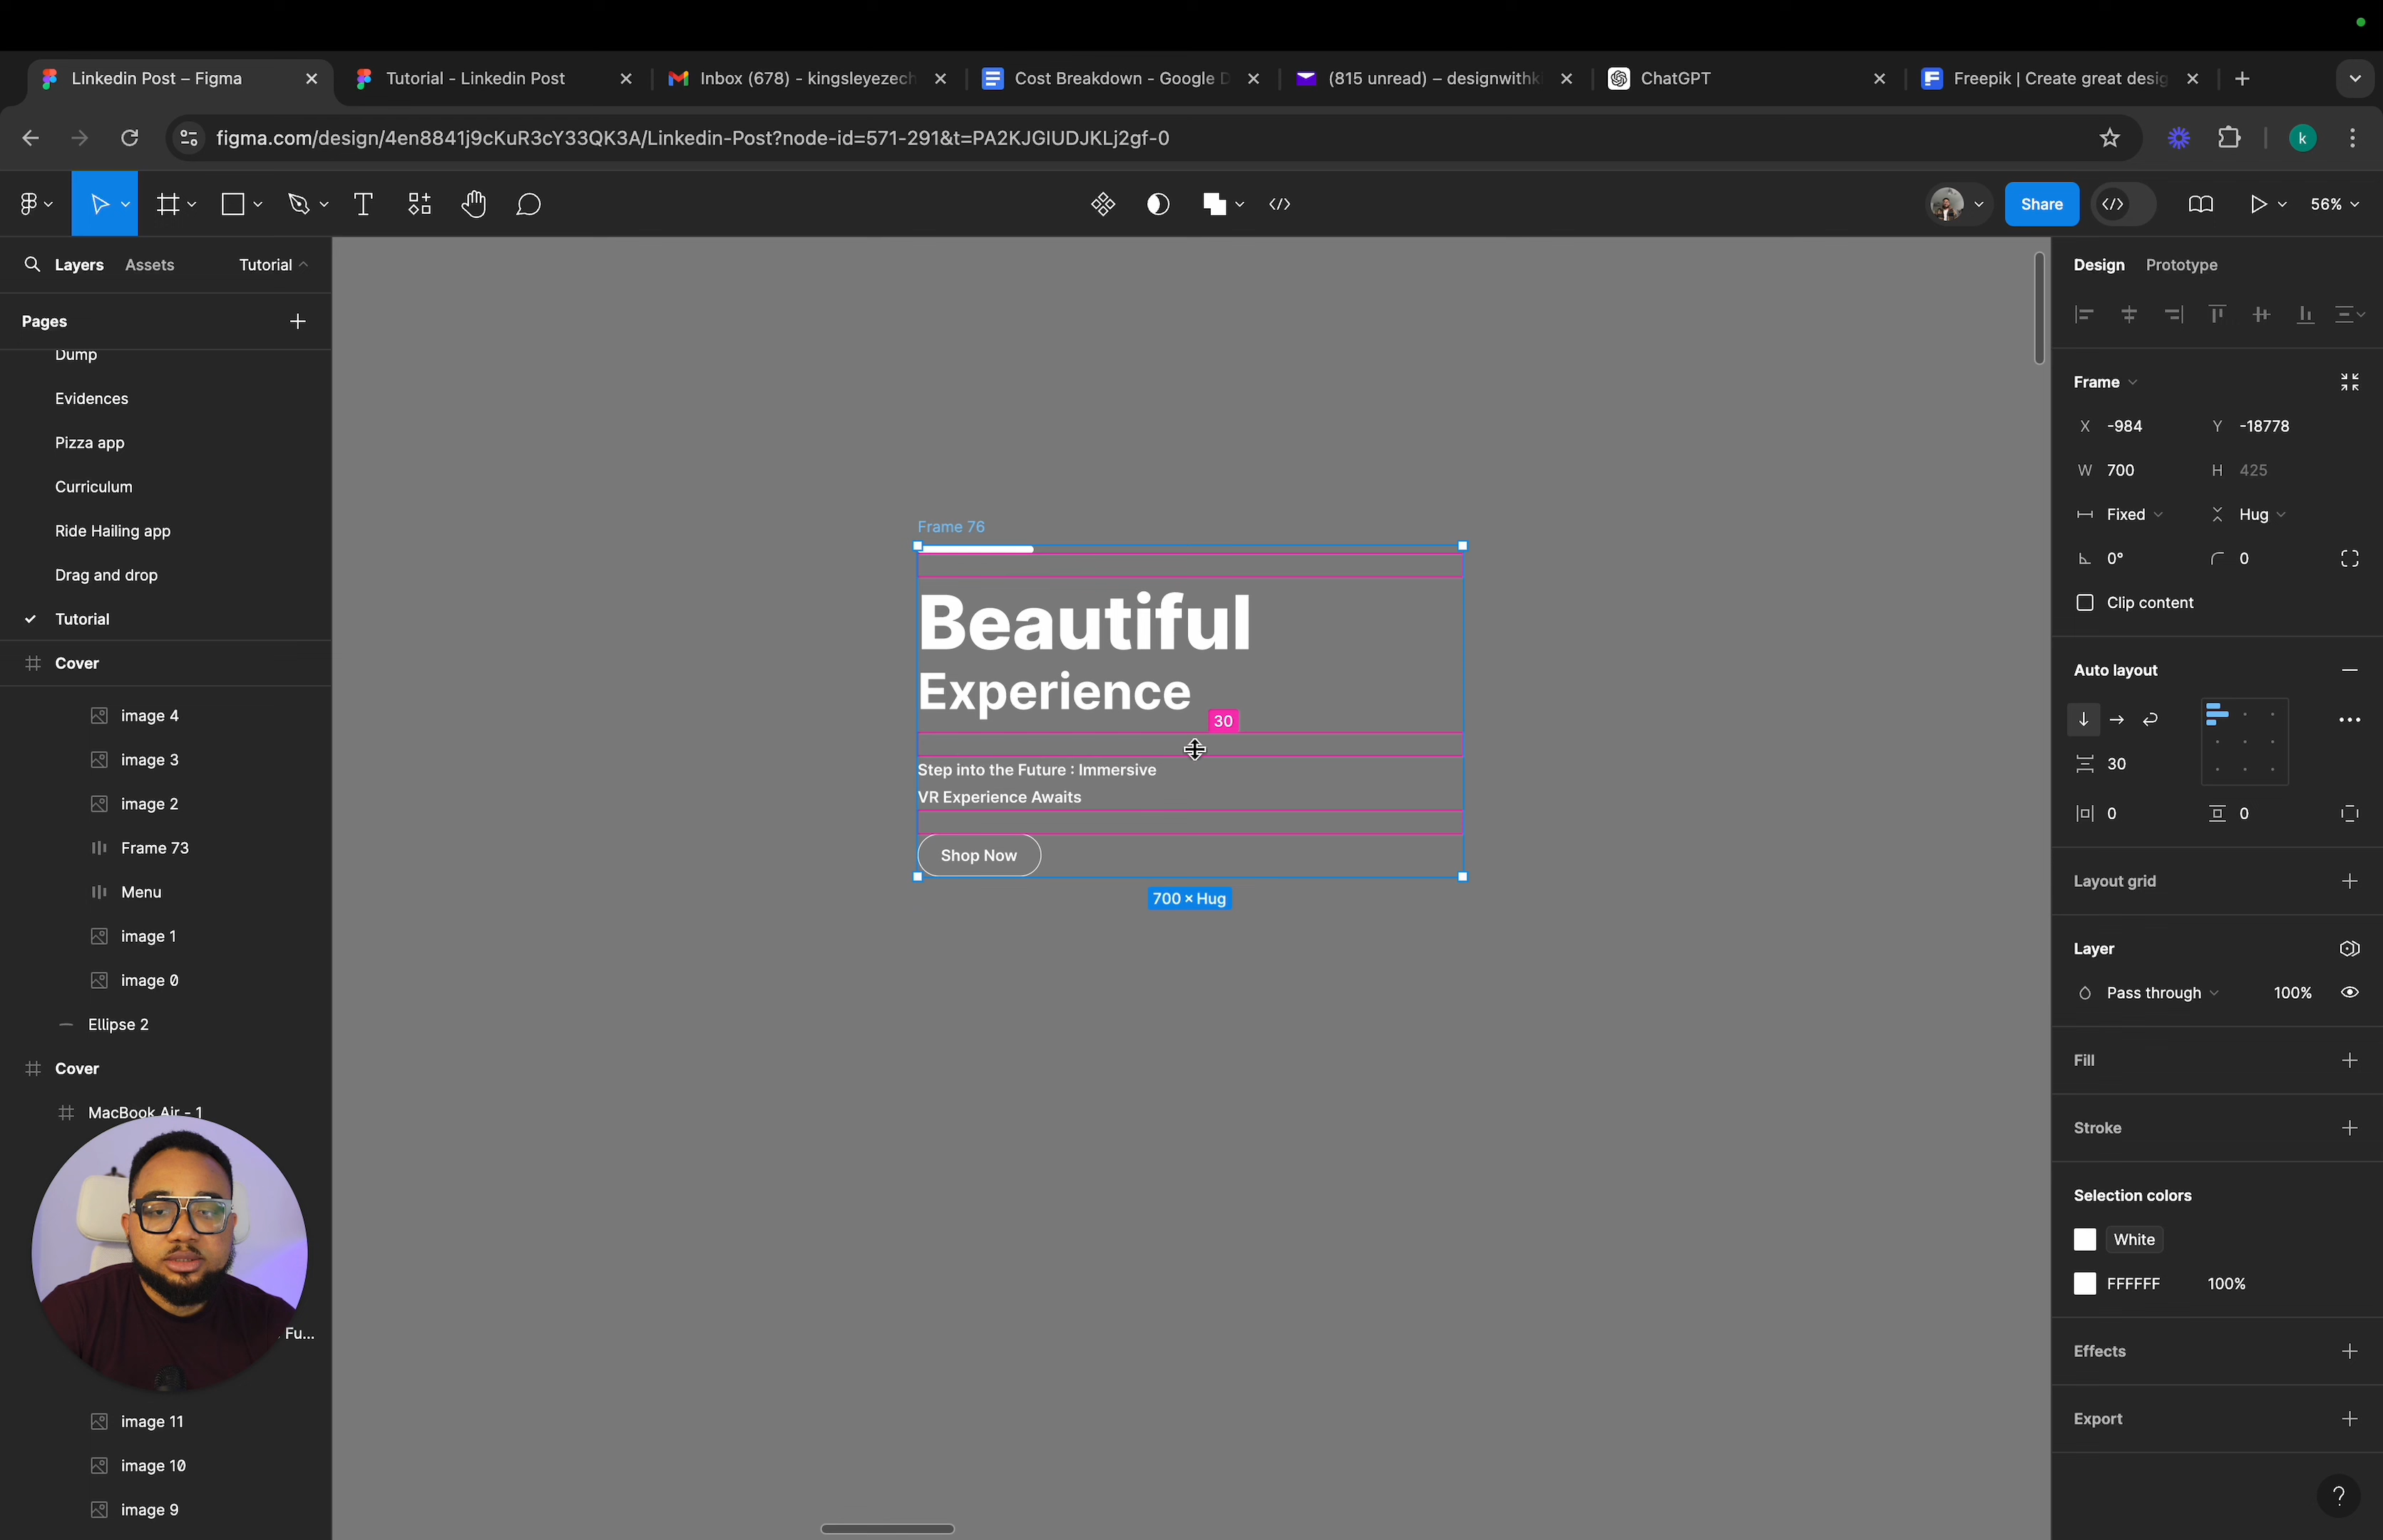 Linkedin Post – Figma
Tutorial - Linkedin Post
Inbox (678) - kingsleyezech
Cost Breakdown - Google D
(815 unread) – designwithki
ChatGPT
Freepik | Create great desig
figma.com/design/4en8841j9cKuR3cY33QK3A/Linkedin-Post?node-id=571-291&t=PA2KJGIUDJKLj2gf-0
k
Share
56%
Layers Assets Tutorial
Pages
Dump
Evidences
Pizza app
Curriculum
Ride Hailing app
Drag and drop
Tutorial
Cover
image 4
image 3
image 2
Frame 73
Menu
image 1
image 0
Ellipse 2
Cover
MacBook Air - 1
Fu...
image 11
image 10
image 9
Frame 76
Beautiful
Experience
30
Step into the Future : Immersive
VR Experience Awaits
Shop Now
700 × Hug
Design Prototype
Frame
X -984 Y -18778
W 700 H 425
Fixed Hug
0° 0
Clip content
Auto layout
30
0 0
Layout grid
Layer
Pass through 100%
Fill
Stroke
Selection colors
White
FFFFFF 100%
Effects
Export
?